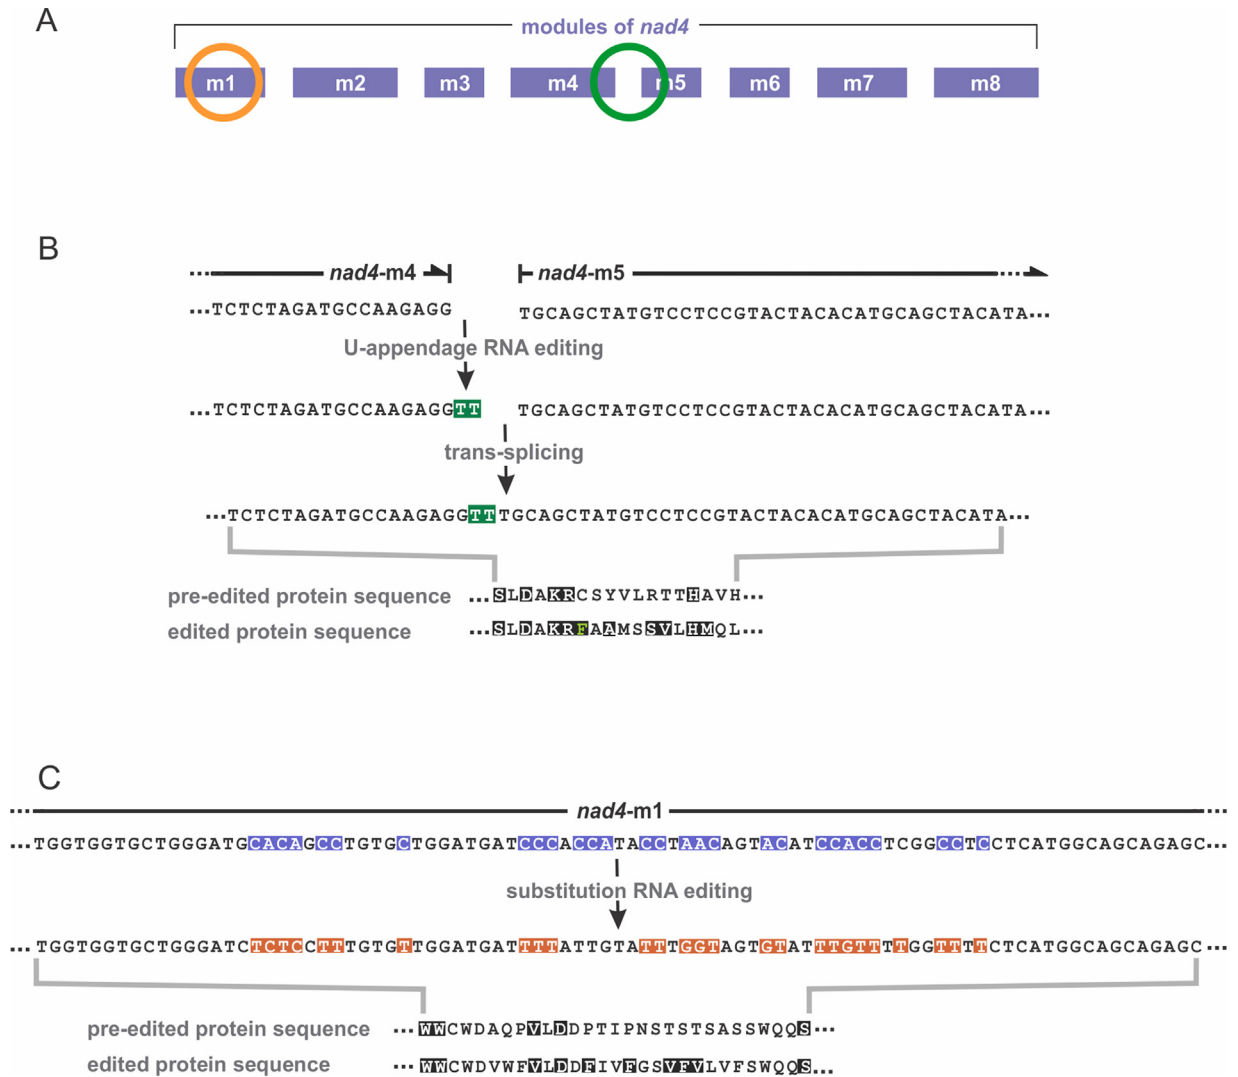 A
modules of nad4
m1 m2 m3 m4 m5 m6 m7 m8
B
...nad4-m4 nad4-m5...
...TCTCTAGATGCCAAGAGG TGCAGCTATGTCCTCCGTACTACACATGCAGCTACATA...
U-appendage RNA editing
...TCTCTAGATGCCAAGAGGTT TGCAGCTATGTCCTCCGTACTACACATGCAGCTACATA...
trans-splicing
...TCTCTAGATGCCAAGAGGTTTGCAGCTATGTCCTCCGTACTACACATGCAGCTACATA...
pre-edited protein sequence ...SLDAKRCSYVLRTTHAVH...
edited protein sequence ...SLDAKRFAAMSSVLHMQL...
C
...nad4-m1...
...TGGTGGTGCTGGGATGCACAGCCTGTGCTGGATGATCCCACCATACCTAACAGTACATCCACCTCGGCCTCCTCATGGCAGCAGAGC...
substitution RNA editing
...TGGTGGTGCTGGGATCTCTCCTTTGTGTTGGATGATTTTATTGTATTTGGTAGTGTATTTGTTTTGGTTTTCTCATGGCAGCAGAGC...
pre-edited protein sequence ...WWCWDAQPVLDDPTIPNSTSTSASSWQQS...
edited protein sequence ...WWCWDVWFVLDDFIVFGSVFVLVFSWQQS...